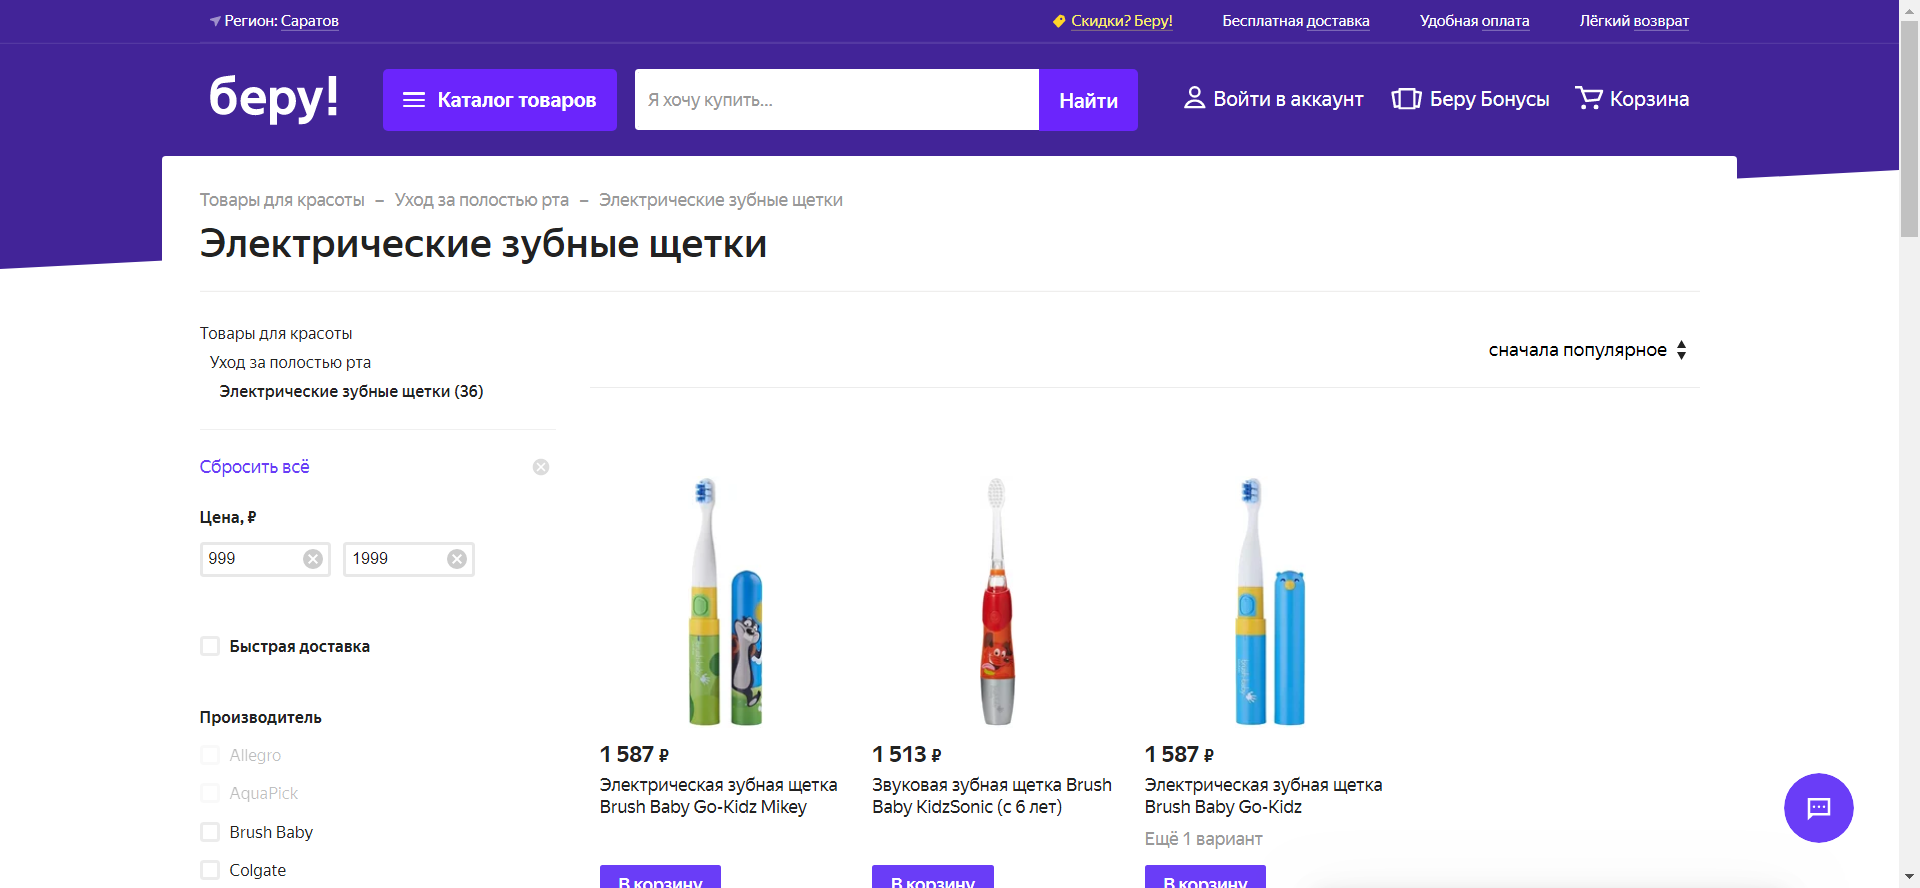 Регион: Саратов
Скидки? Беру!
Бесплатная доставка
Удобная оплата
Лёгкий возврат
беру!
Каталог товаров
Я хочу купить...
Найти
Войти в аккаунт
Беру Бонусы
Корзина
Товары для красоты – Уход за полостью рта – Электрические зубные щетки
Электрические зубные щетки
Товары для красоты
Уход за полостью рта
Электрические зубные щетки (36)
сначала популярное
Сбросить всё
Цена, ₽
999
1999
Быстрая доставка
Производитель
Allegro
AquaPick
Brush Baby
Colgate
1 587 ₽
Электрическая зубная щетка
Brush Baby Go-Kidz Mikey
В корзину
1 513 ₽
Звуковая зубная щетка Brush
Baby KidzSonic (с 6 лет)
В корзину
1 587 ₽
Электрическая зубная щетка
Brush Baby Go-Kidz
Ещё 1 вариант
В корзину